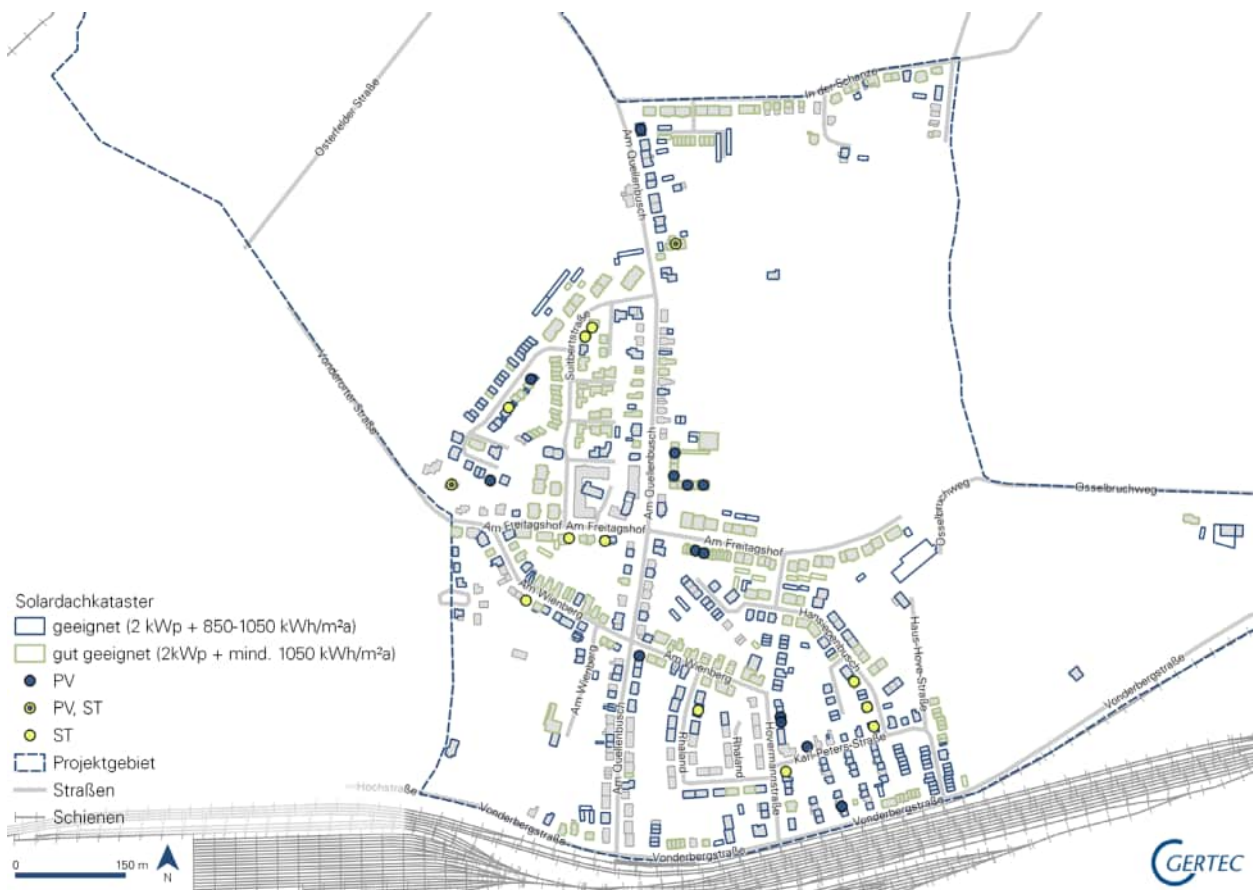 In der Schanze
Osterfelder Straße
Am Quellenbusch
Suitbertstraße
Vonderorter Straße
Am Quellenbusch
Osselbruchweg
Osselbruchweg
Am Freitagshof
Am Freitagshof
Am Freitagshof
Am Wienberg
Hansingenbusch
Haus-Hove-Straße
Am Wienberg
Am Wienberg
Vonderbergstraße
Am Quellenbusch
Rhaland
Rhaland
Hovermannstraße
Karl-Peters-Straße
Hochstraße
Vonderbergstraße
Vonderbergstraße
Vonderbergstraße
Solardachkataster
geeignet (2 kWp + 850-1050 kWh/m²a)
gut geeignet (2kWp + mind. 1050 kWh/m²a)
PV
PV, ST
ST
Projektgebiet
Straßen
Schienen
0 150 m
N
GERTEC